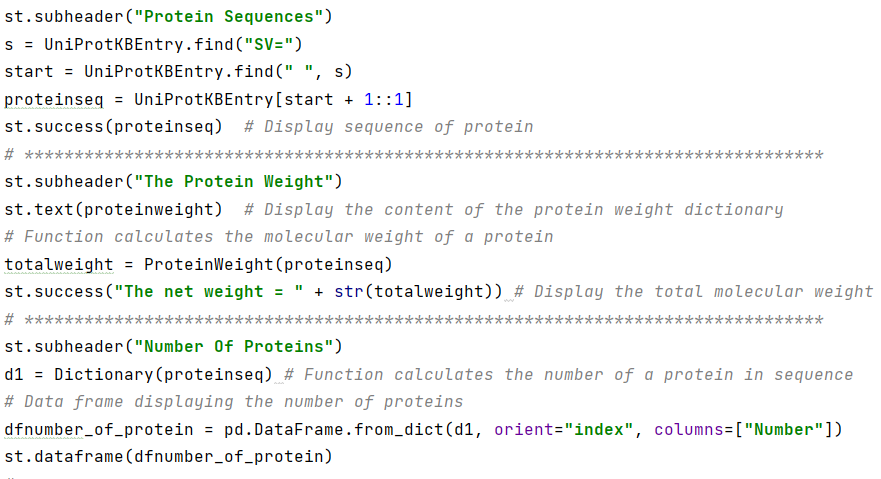 st.subheader("Protein Sequences")
s = UniProtKBEntry.find("SV=")
start = UniProtKBEntry.find(" ", s)
proteinseq = UniProtKBEntry[start + 1::1]
st.success(proteinseq)  # Display sequence of protein
# ********************************************************************************
st.subheader("The Protein Weight")
st.text(proteinweight)  # Display the content of the protein weight dictionary
# Function calculates the molecular weight of a protein
totalweight = ProteinWeight(proteinseq)
st.success("The net weight = " + str(totalweight)) # Display the total molecular weight
# ********************************************************************************
st.subheader("Number Of Proteins")
d1 = Dictionary(proteinseq) # Function calculates the number of a protein in sequence
# Data frame displaying the number of proteins
dfnumber_of_protein = pd.DataFrame.from_dict(d1, orient="index", columns=["Number"])
st.dataframe(dfnumber_of_protein)